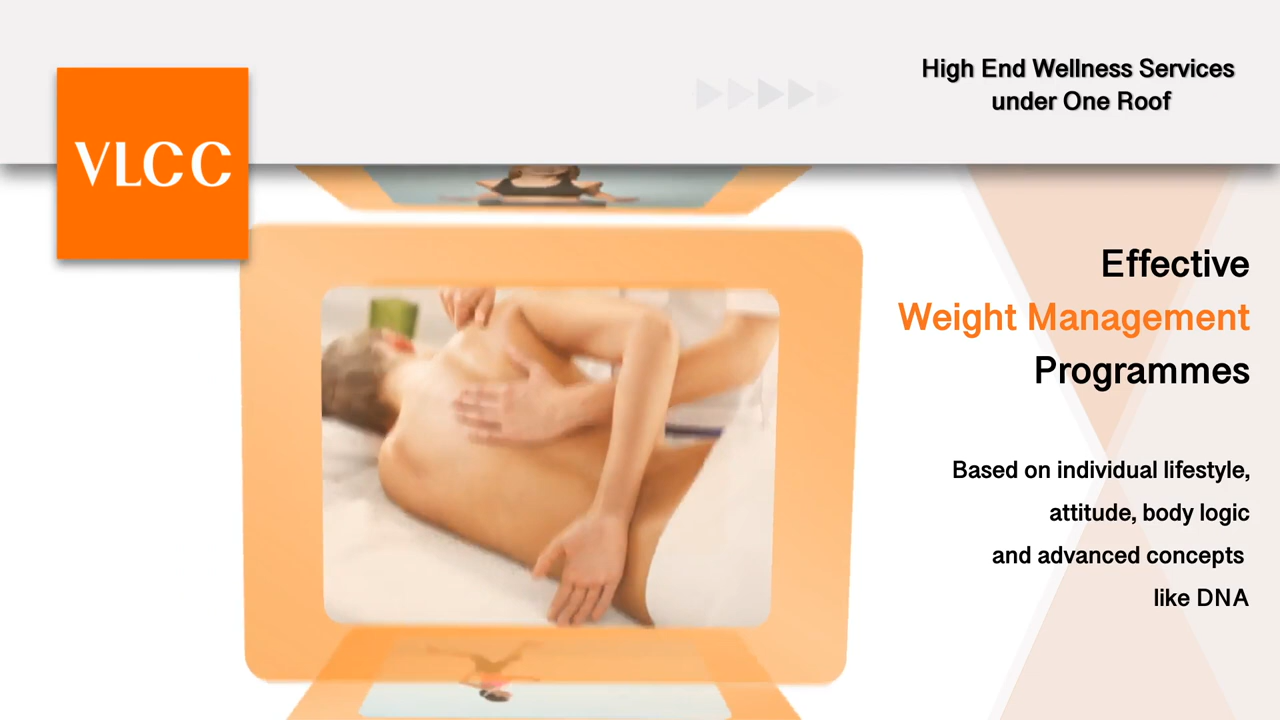 VLCC
High End Wellness Services
under One Roof
Effective
Weight Management
Programmes
Based on individual lifestyle,
attitude, body logic
and advanced concepts
like DNA